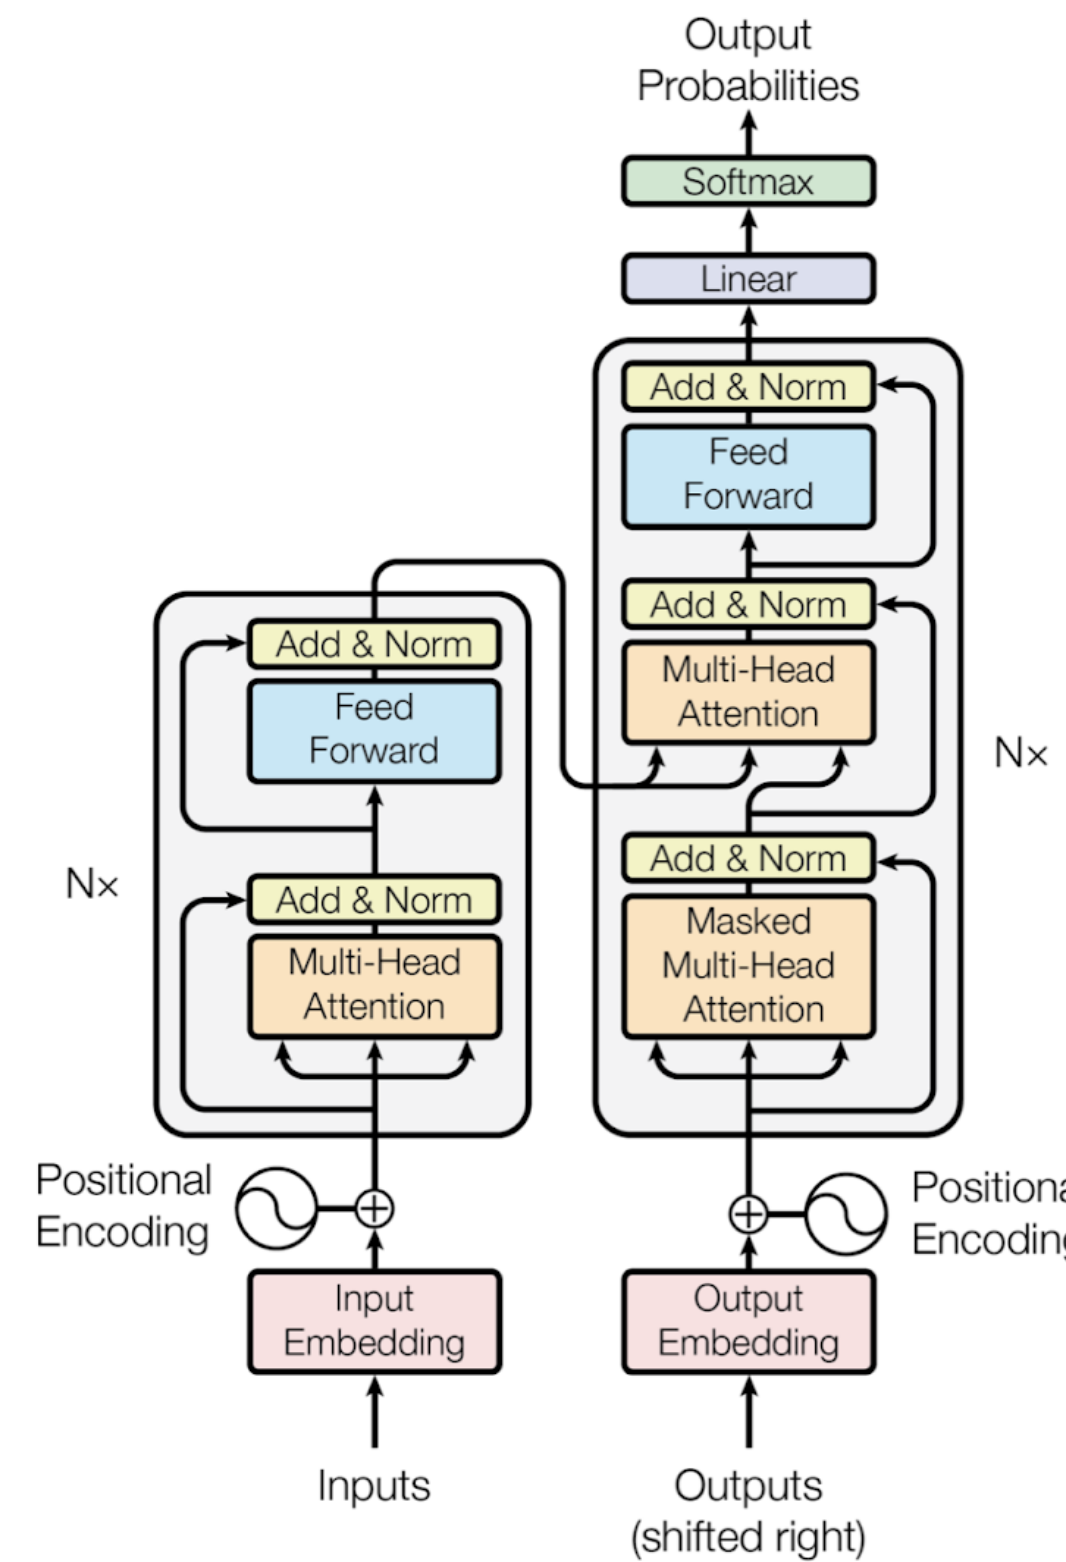 Output
Probabilities
Softmax
Linear
Add & Norm
Feed
Forward
Add & Norm
Multi-Head
Attention
Add & Norm
Masked
Multi-Head
Attention
N×
Add & Norm
Feed
Forward
Add & Norm
Multi-Head
Attention
N×
Positional
Encoding
Input
Embedding
Inputs
Positiona
Encoding
Output
Embedding
Outputs
(shifted right)